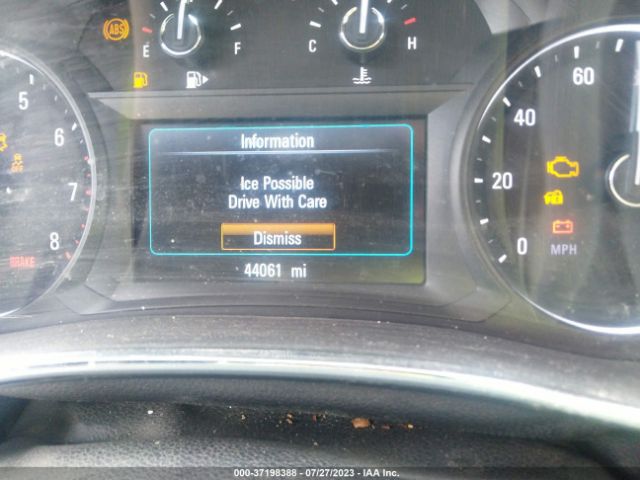 ABS
E F C H
5
6
7
8
OFF
BRAKE
Information
Ice Possible
Drive With Care
Dismiss
44061 mi
60
40
20
0
MPH
000-37198388 - 07/27/2023 - IAA Inc.